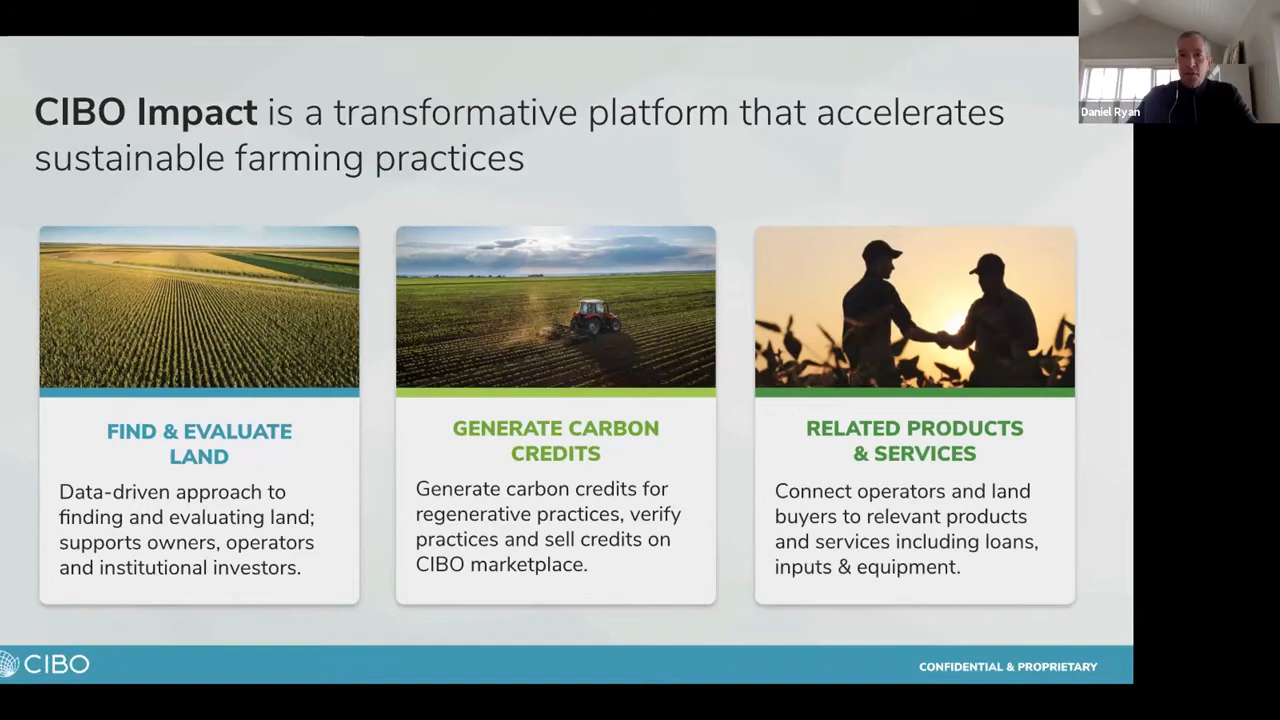 Daniel Ryan
CIBO Impact is a transformative platform that accelerates
sustainable farming practices
FIND & EVALUATE
LAND
Data-driven approach to
finding and evaluating land;
supports owners, operators
and institutional investors.
GENERATE CARBON
CREDITS
Generate carbon credits for
regenerative practices, verify
practices and sell credits on
CIBO marketplace.
RELATED PRODUCTS
& SERVICES
Connect operators and land
buyers to relevant products
and services including loans,
inputs & equipment.
CIBO
CONFIDENTIAL & PROPRIETARY